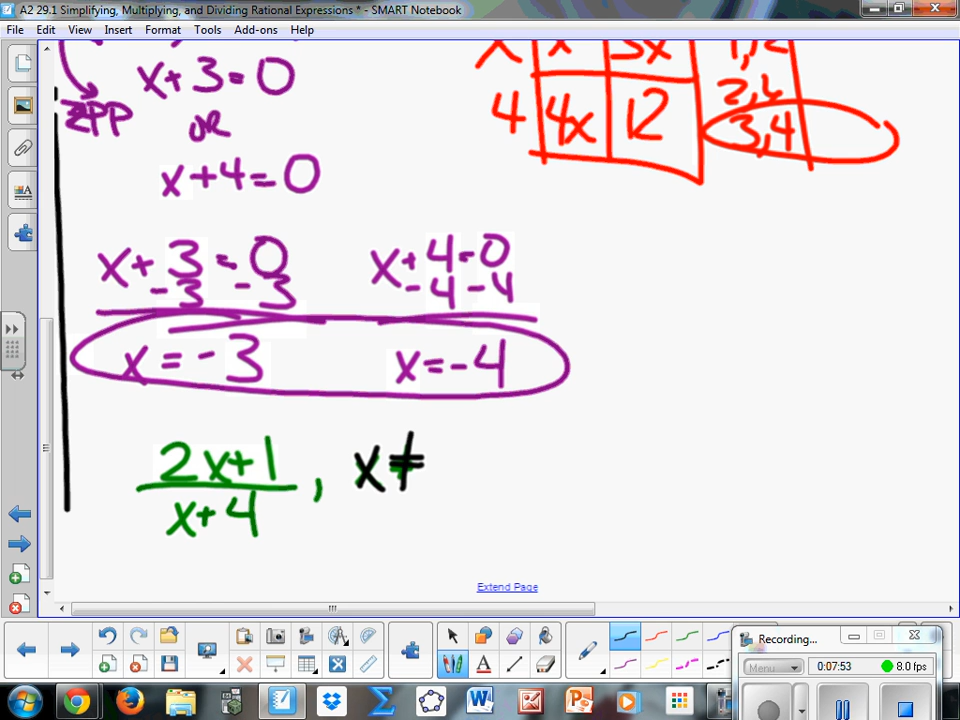 A2 29.1 Simplifying, Multiplying, and Dividing Rational Expressions * - SMART Notebook
File Edit View Insert Format Tools Add-ons Help
x+3=0
ZPP
OR
x+4=0
4 4x 12
3,4
x+3=0 x+4=0
-3 -3 -4 -4
x=-3 x=-4
2x+1
x+4
, x≠
Extend Page
Recording...
Menu 0:07:53 8.0 fps